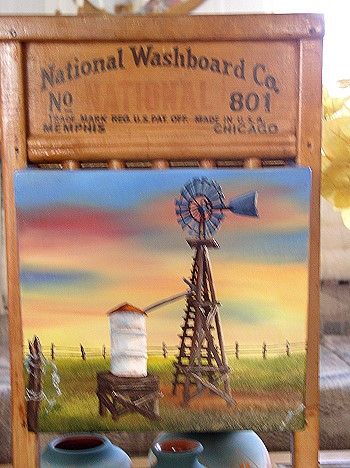 National Washboard Co.
No NATIONAL 801
TRADE MARK REG. U.S. PAT. OFF. MADE IN U.S.A.
MEMPHIS CHICAGO